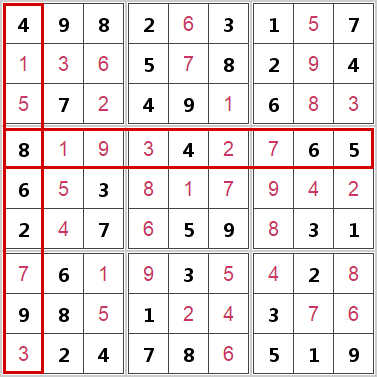 4 9 8 2 6 3 1 5 7
1 3 6 5 7 8 2 9 4
5 7 2 4 9 1 6 8 3
8 1 9 3 4 2 7 6 5
6 5 3 8 1 7 9 4 2
2 4 7 6 5 9 8 3 1
7 6 1 9 3 5 4 2 8
9 8 5 1 2 4 3 7 6
3 2 4 7 8 6 5 1 9